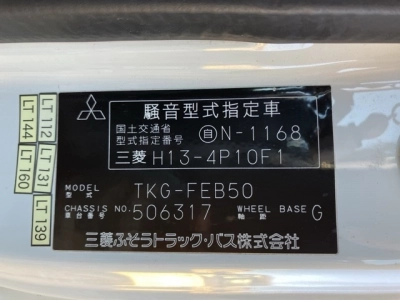 騒音型式指定車
国土交通省
型式指定番号 自N-1168
三菱 H13-4P10F1
MODEL
型式 TKG-FEB50
CHASSIS NO. 506317 WHEEL BASE G
車台番号 軸距
三菱ふそうトラック・バス株式会社
LT 112
LT 144
LT 131
LT 160
LT 139